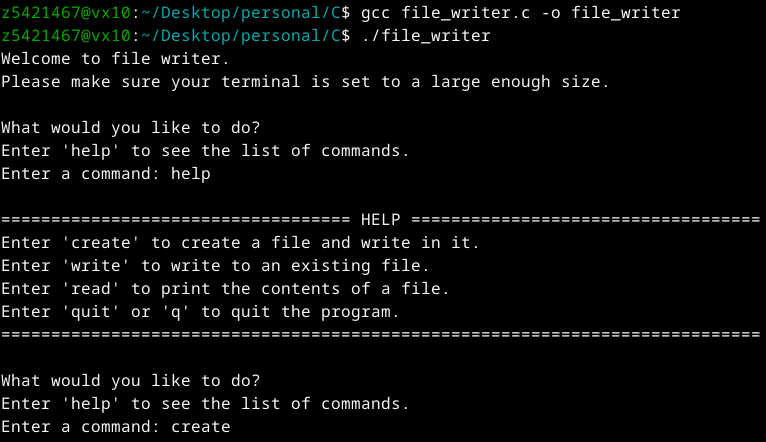 z5421467@vx10:~/Desktop/personal/C$ gcc file_writer.c -o file_writer
z5421467@vx10:~/Desktop/personal/C$ ./file_writer
Welcome to file writer.
Please make sure your terminal is set to a large enough size.
What would you like to do?
Enter 'help' to see the list of commands.
Enter a command: help
=================================== HELP ===================================
Enter 'create' to create a file and write in it.
Enter 'write' to write to an existing file.
Enter 'read' to print the contents of a file.
Enter 'quit' or 'q' to quit the program.
============================================================================
What would you like to do?
Enter 'help' to see the list of commands.
Enter a command: create